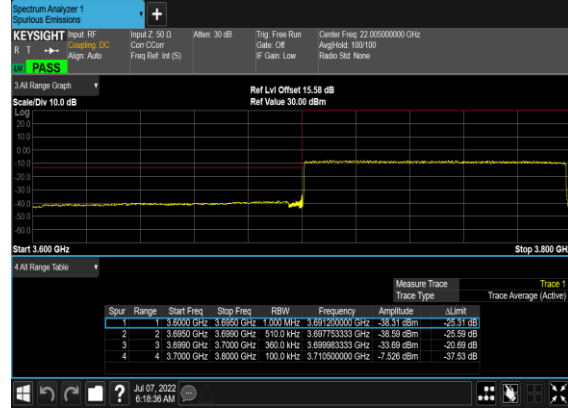 Spectrum Analyzer 1
Spurious Emissions
KEYSIGHT Input: RF Input Z: 50 Ω Atten: 30 dB Trig: Free Run Center Freq: 22.005000000 GHz
R T Coupling: DC Corr CCorr Gate: Off Avg|Hold: 100/100
Align: Auto Freq Ref: Int (S) IF Gain: Low Radio Std: None
PASS
3 All Range Graph
Ref Lvl Offset 15.58 dB
Scale/Div 10.0 dB Ref Value 30.00 dBm
Log
20.0
10.0
0.00
-10.0
-20.0
-30.0
-40.0
-50.0
-60.0
Start 3.600 GHz Stop 3.800 GH
4 All Range Table
Measure Trace Trace 1
Trace Type Trace Average (Active)
Spur Range Start Freq Stop Freq RBW Frequency Amplitude ΔLimit
1 1 3.6000 GHz 3.6950 GHz 1.000 MHz 3.691200000 GHz -38.31 dBm -25.31 dB
2 2 3.6950 GHz 3.6990 GHz 510.0 kHz 3.697753333 GHz -38.59 dBm -25.59 dB
3 3 3.6990 GHz 3.7000 GHz 360.0 kHz 3.699983333 GHz -33.69 dBm -20.69 dB
4 4 3.7000 GHz 3.8000 GHz 100.0 kHz 3.710500000 GHz -7.526 dBm -37.53 dB
? Jul 07, 2022
6:18:36 AM